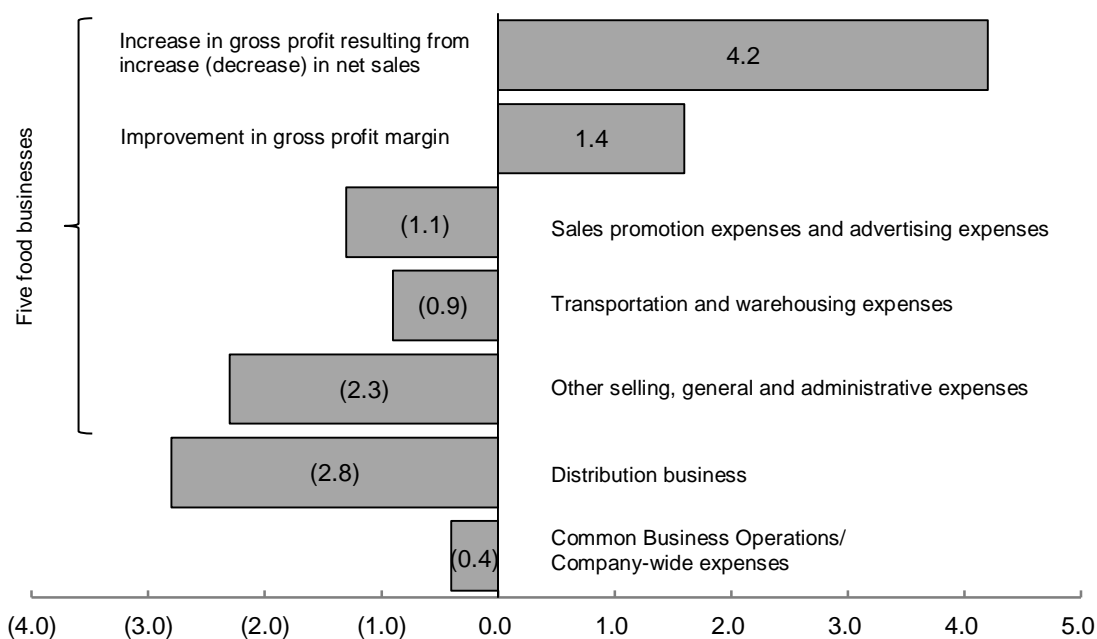 Increase in gross profit resulting from
increase (decrease) in net sales
4.2
Improvement in gross profit margin
1.4
Five food businesses
(1.1)
Sales promotion expenses and advertising expenses
(0.9)
Transportation and warehousing expenses
(2.3)
Other selling, general and administrative expenses
(2.8)
Distribution business
(0.4)
Common Business Operations/
Company-wide expenses
(4.0) (3.0) (2.0) (1.0) 0.0 1.0 2.0 3.0 4.0 5.0